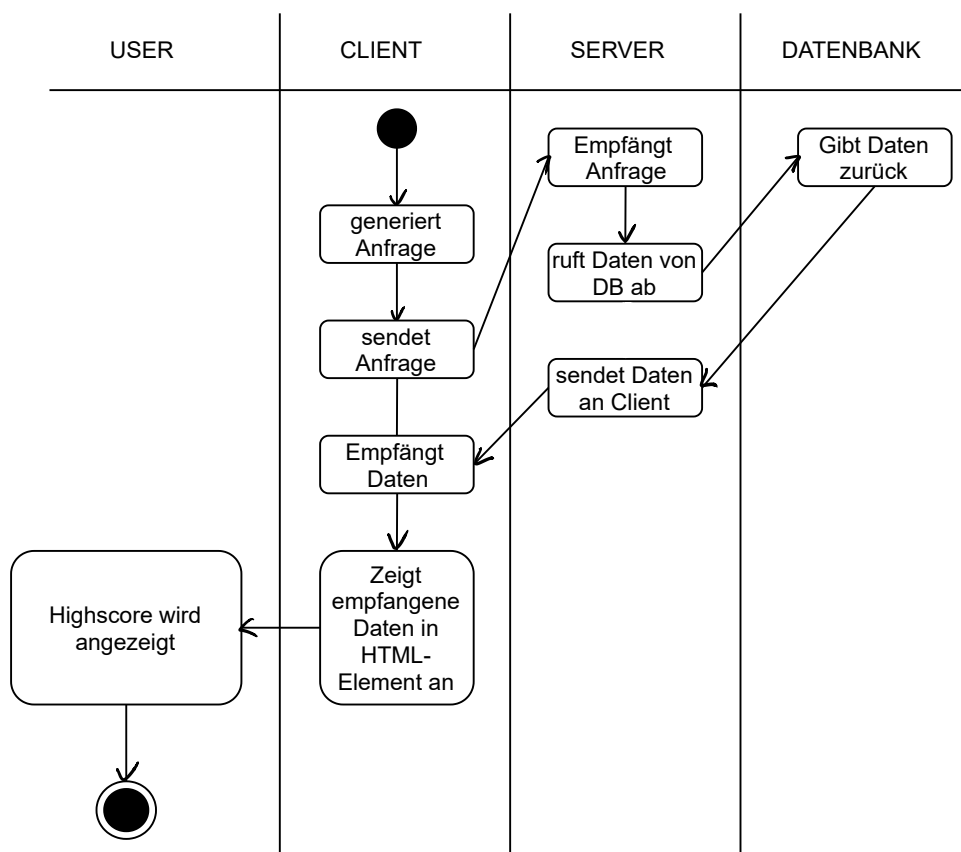 USER
CLIENT
SERVER
DATENBANK
Empfängt
Anfrage
Gibt Daten
zurück
generiert
Anfrage
ruft Daten von
DB ab
sendet
Anfrage
sendet Daten
an Client
Empfängt
Daten
Zeigt
empfangene
Daten in
HTML-
Element an
Highscore wird
angezeigt